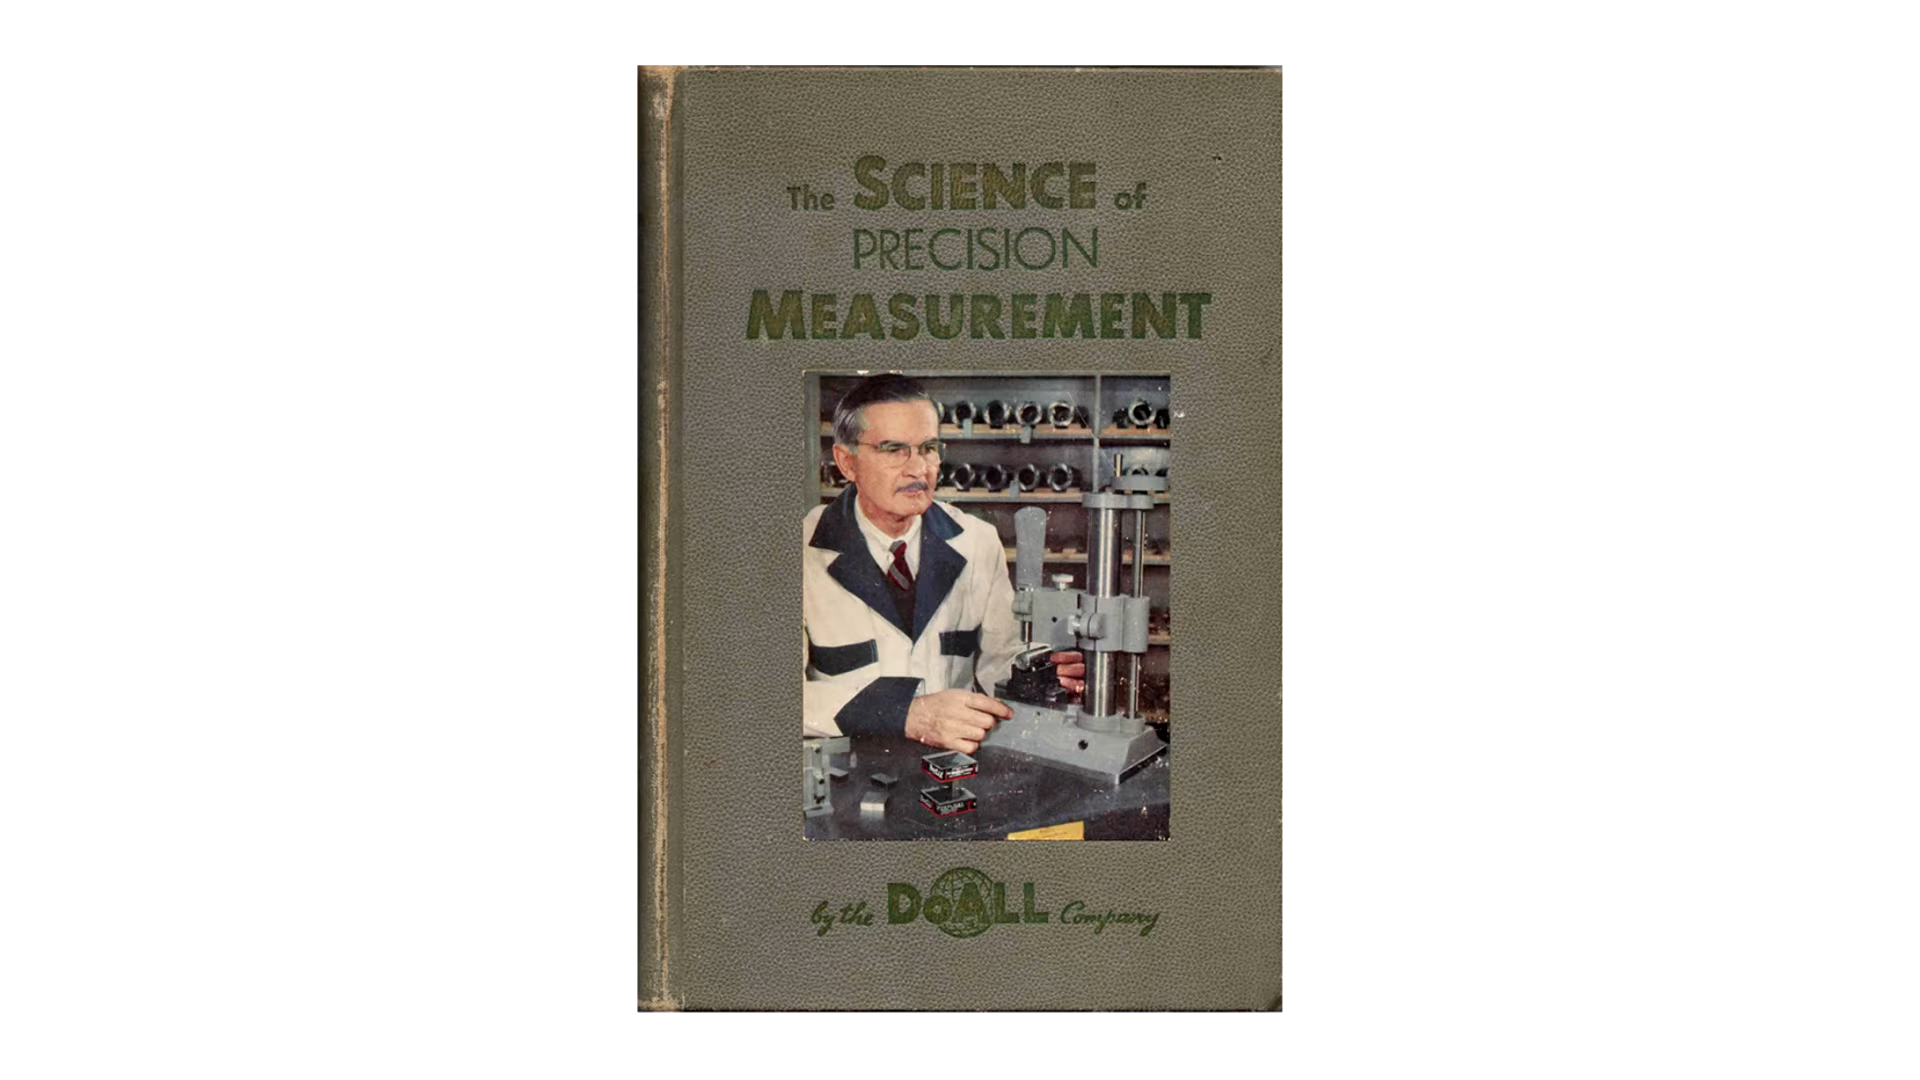 The SCIENCE of
PRECISION
MEASUREMENT
by the DoALL Company